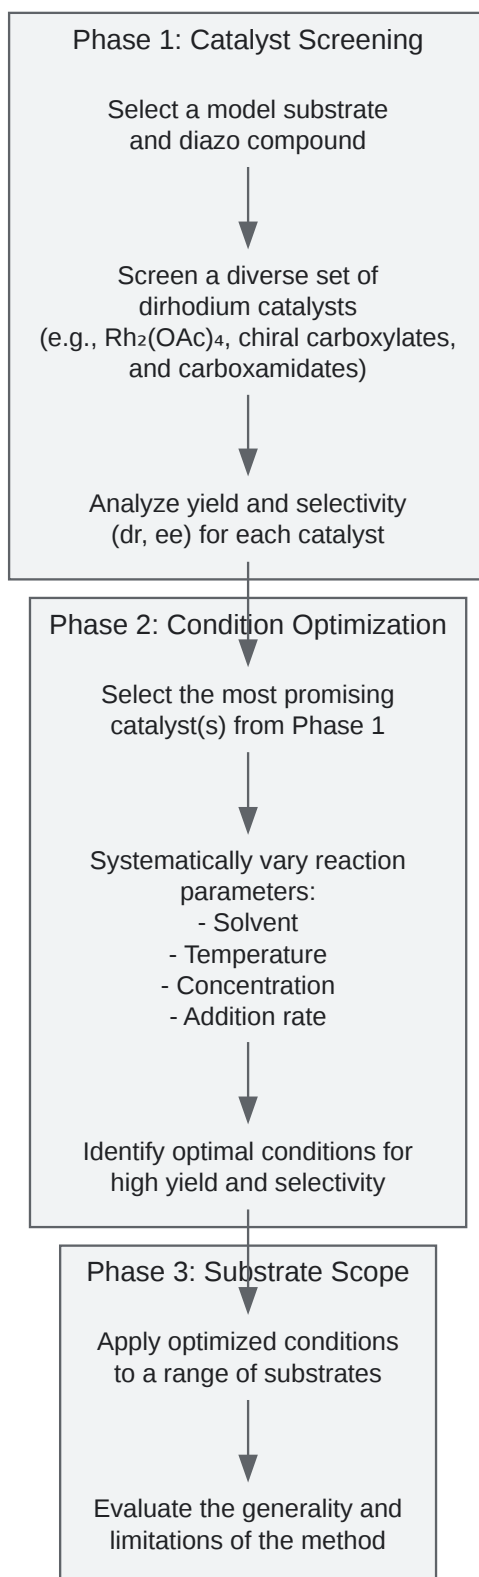 Phase 1: Catalyst Screening
Select a model substrate
and diazo compound
Screen a diverse set of
dirhodium catalysts
(e.g., Rh₂(OAc)₄, chiral carboxylates,
and carboxamidates)
Analyze yield and selectivity
(dr, ee) for each catalyst
Phase 2: Condition Optimization
Select the most promising
catalyst(s) from Phase 1
Systematically vary reaction
parameters:
- Solvent
- Temperature
- Concentration
- Addition rate
Identify optimal conditions for
high yield and selectivity
Phase 3: Substrate Scope
Apply optimized conditions
to a range of substrates
Evaluate the generality and
limitations of the method